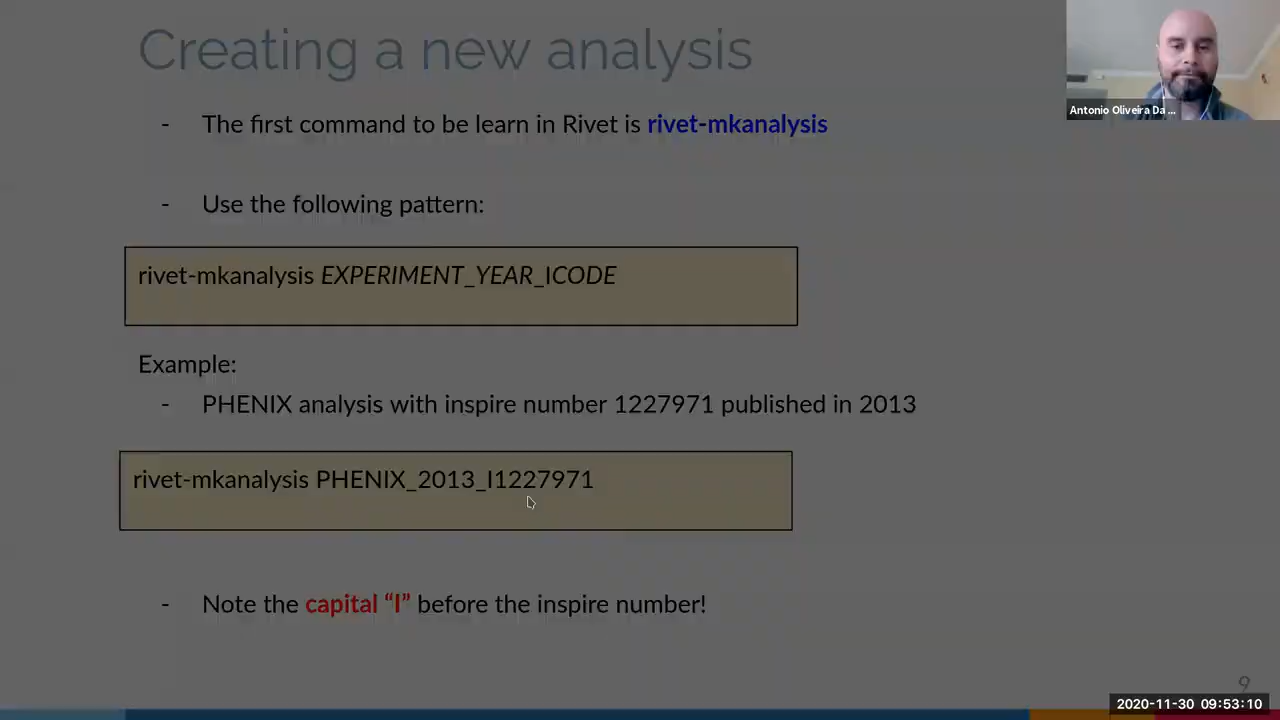 Creating a new analysis
Antonio Oliveira Da ...
- The first command to be learn in Rivet is rivet-mkanalysis
- Use the following pattern:
rivet-mkanalysis EXPERIMENT_YEAR_ICODE
Example:
- PHENIX analysis with inspire number 1227971 published in 2013
rivet-mkanalysis PHENIX_2013_I1227971
- Note the capital “I” before the inspire number!
9
2020-11-30 09:53:10